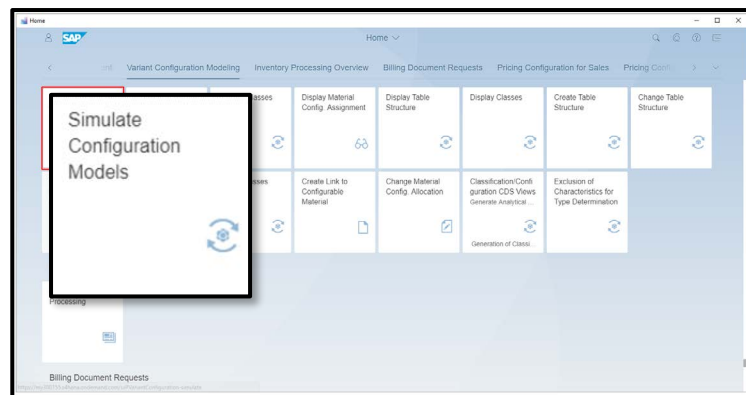 Home
SAP
Home
Variant Configuration Modeling Inventory Processing Overview Billing Document Requests Pricing Configuration for Sales Pricing
Simulate
Configuration
Models
Display Material
Config. Assignment
Display Table
Structure
Display Classes
Create Table
Structure
Change Table
Structure
Create Link to
Configurable
Material
Change Material
Config. Allocation
Classification/Confi
guration CDS Views
Generate Analytical ...
Generation of Classi...
Exclusion of
Characteristics for
Type Determination
Processing
Billing Document Requests